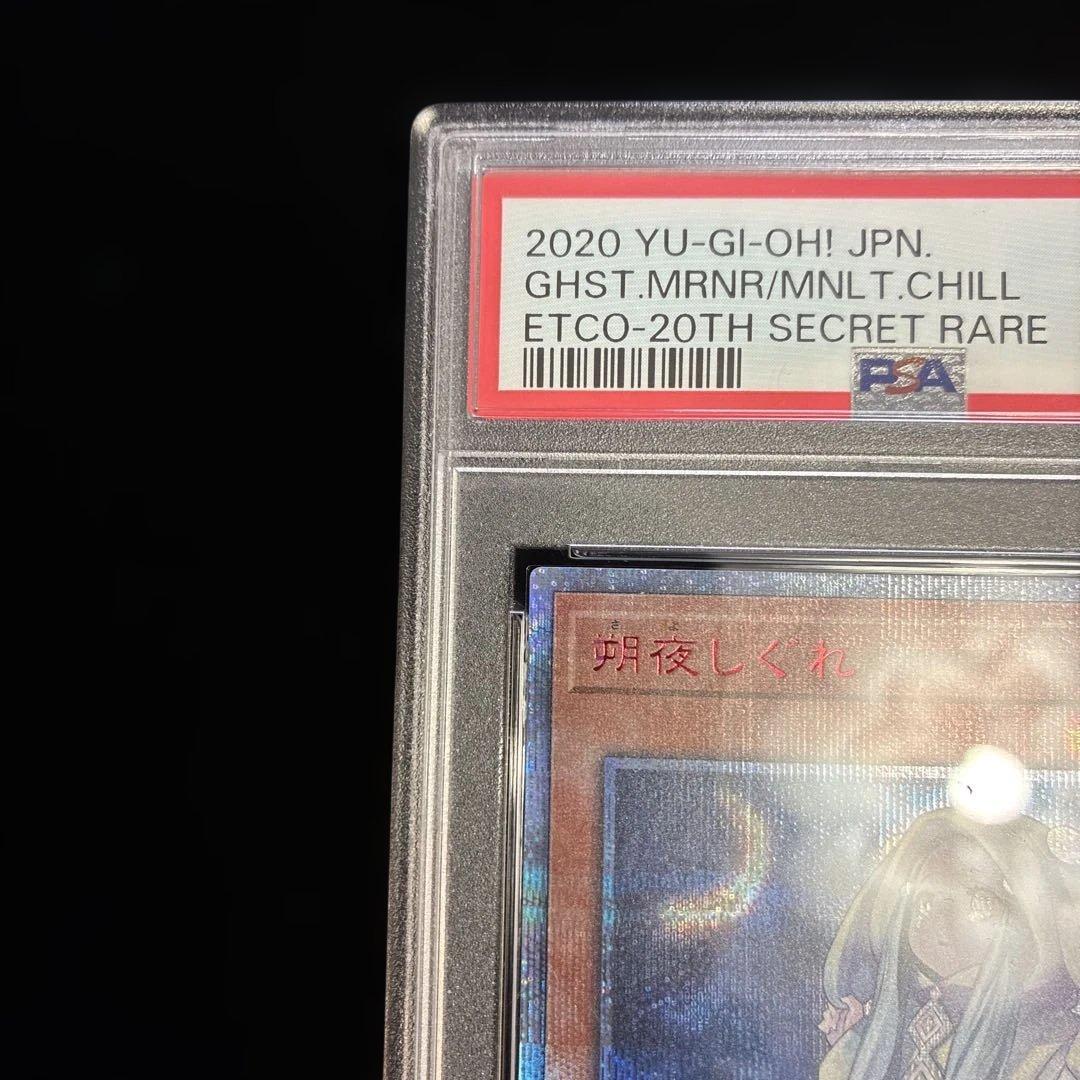 2020 YU-GI-OH! JPN.
GHST.MRNR/MNLT.CHILL
ETCO-20TH SECRET RARE
PSA
さよ
朔夜しぐれ